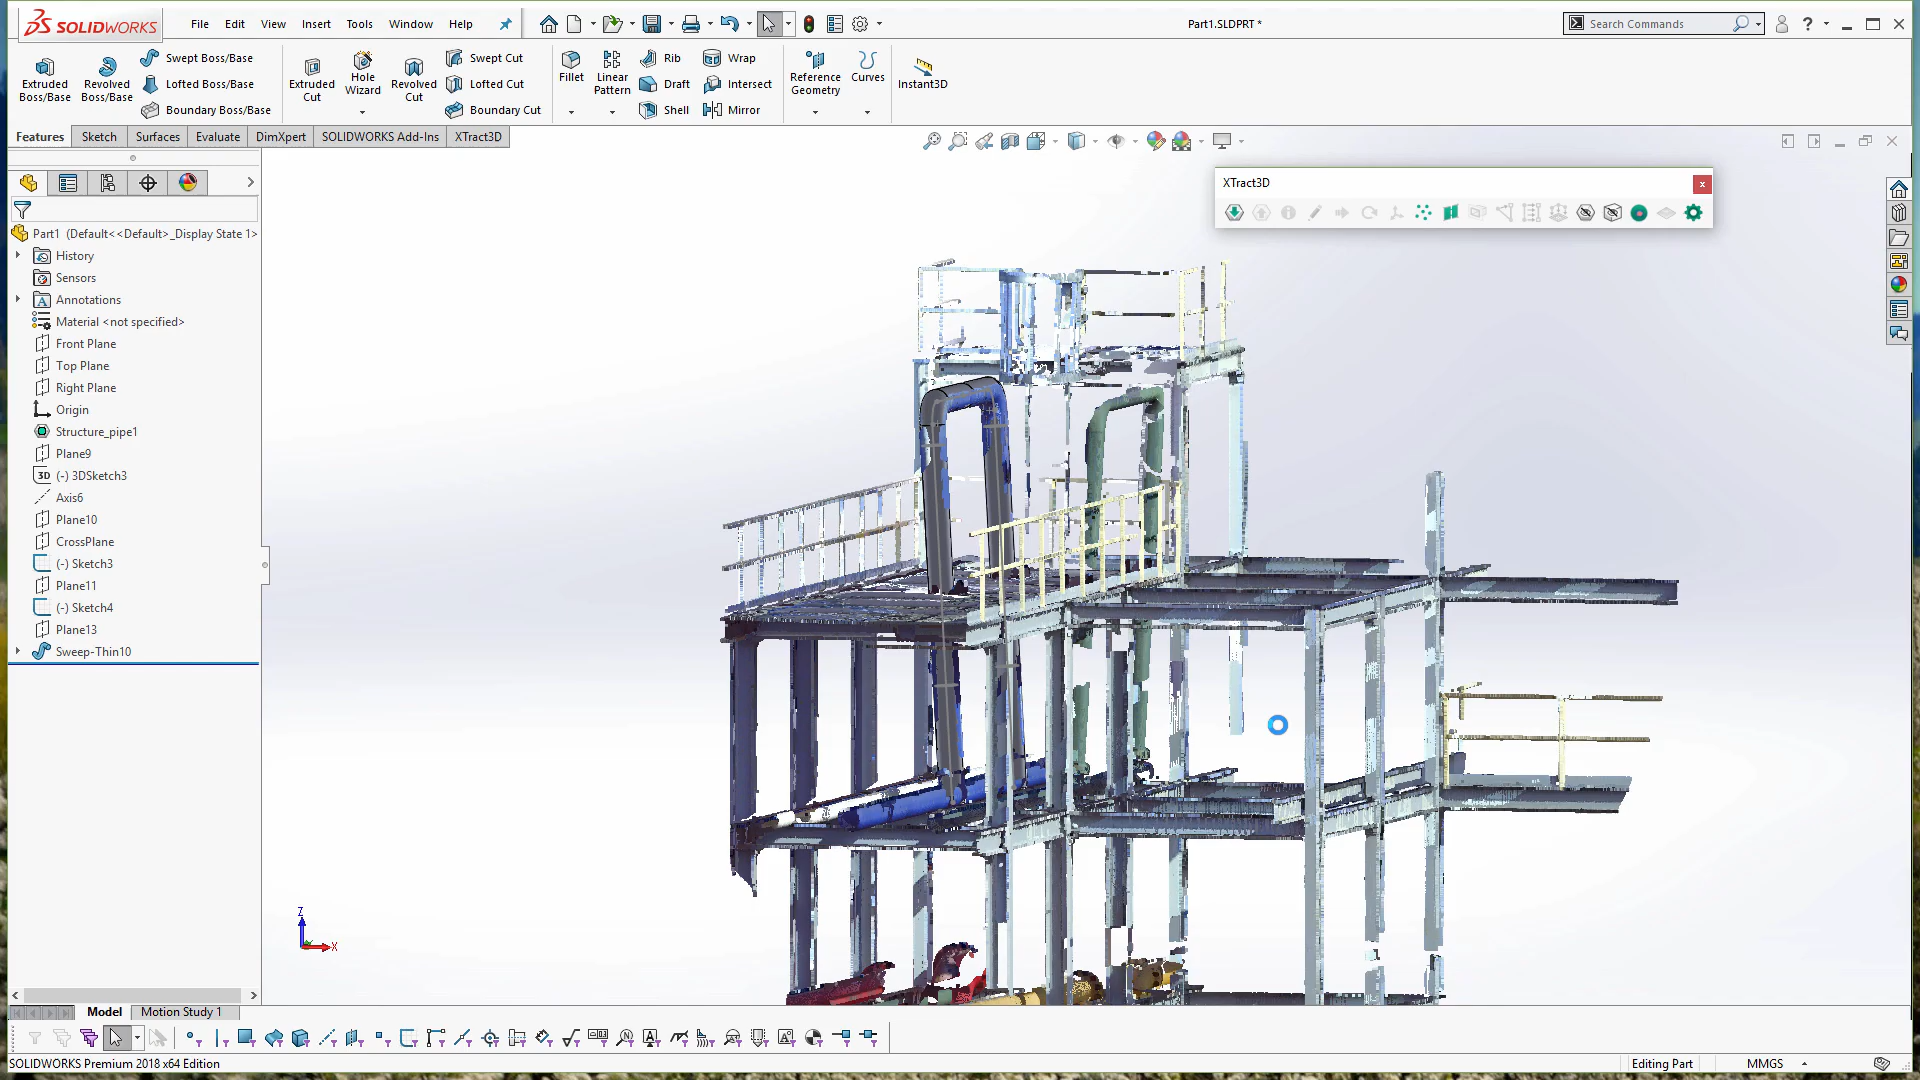 SOLIDWORKS
File Edit View Insert Tools Window Help
Part1.SLDPRT *
Search Commands
Extruded Boss/Base
Revolved Boss/Base
Swept Boss/Base
Lofted Boss/Base
Boundary Boss/Base
Extruded Cut
Hole Wizard
Revolved Cut
Swept Cut
Lofted Cut
Boundary Cut
Fillet
Linear Pattern
Rib
Draft
Shell
Wrap
Intersect
Mirror
Reference Geometry
Curves
Instant3D
Features Sketch Surfaces Evaluate DimXpert SOLIDWORKS Add-Ins XTract3D
XTract3D
Part1 (Default<<Default>_Display State 1>
History
Sensors
Annotations
Material <not specified>
Front Plane
Top Plane
Right Plane
Origin
Structure_pipe1
Plane9
3D (-) 3DSketch3
Axis6
Plane10
CrossPlane
(-) Sketch3
Plane11
(-) Sketch4
Plane13
Sweep-Thin10
Z
X
Model Motion Study 1
SOLIDWORKS Premium 2018 x64 Edition
Editing Part
MMGS